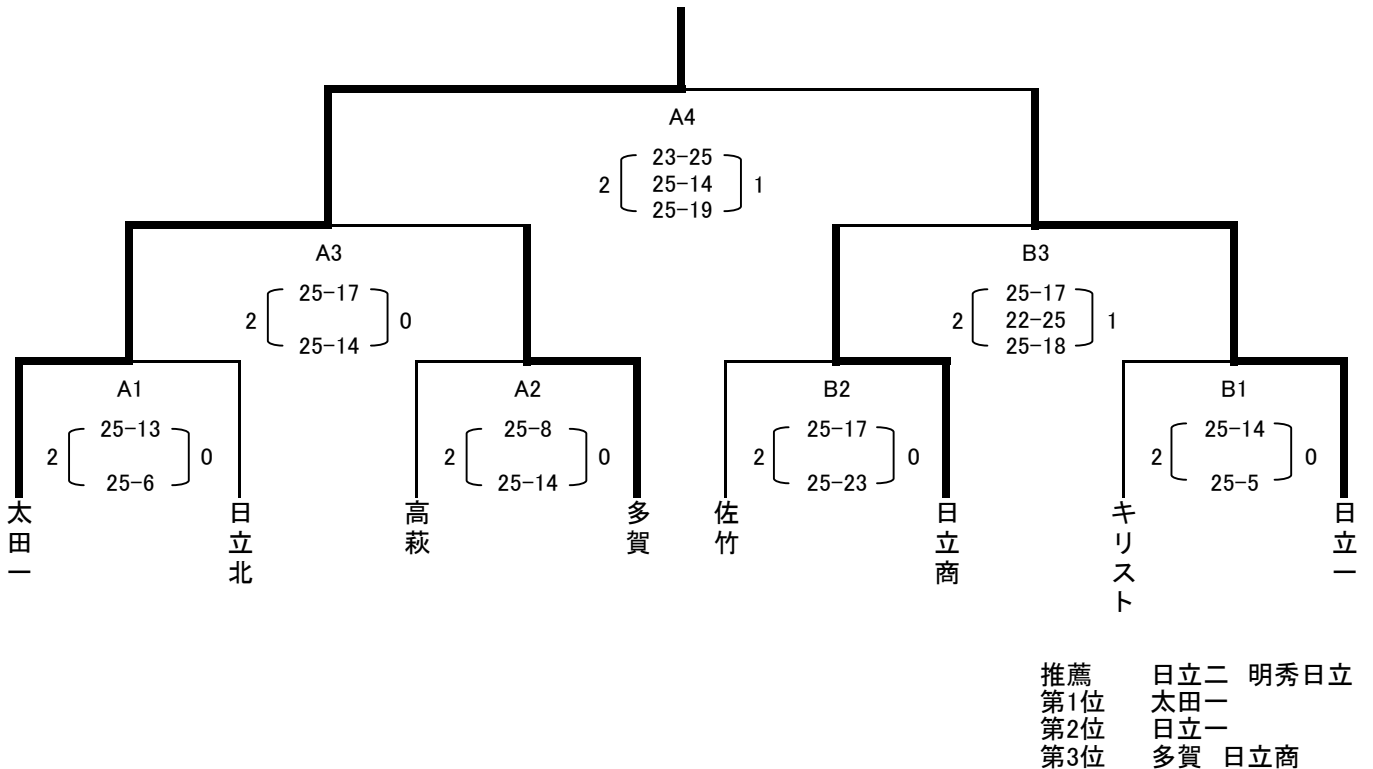 A4
23-25
2 25-14 1
25-19
A3
25-17
2 0
25-14
B3
25-17
2 22-25 1
25-18
A1
25-13
2 0
25-6
A2
25-8
2 0
25-14
B2
25-17
2 0
25-23
B1
25-14
2 0
25-5
太田一
日立北
高萩
多賀
佐竹
日立商
キリスト
日立一
推薦 日立二 明秀日立
第1位 太田一
第2位 日立一
第3位 多賀 日立商